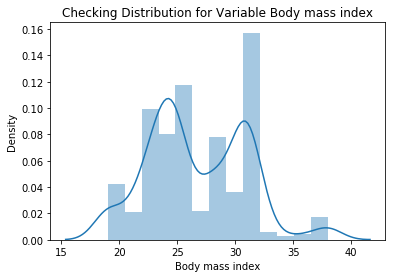 Checking Distribution for Variable Body mass index
0.16
0.14
0.12
0.10
0.08
0.06
0.04
0.02
0.00
Density
15 20 25 30 35 40
Body mass index